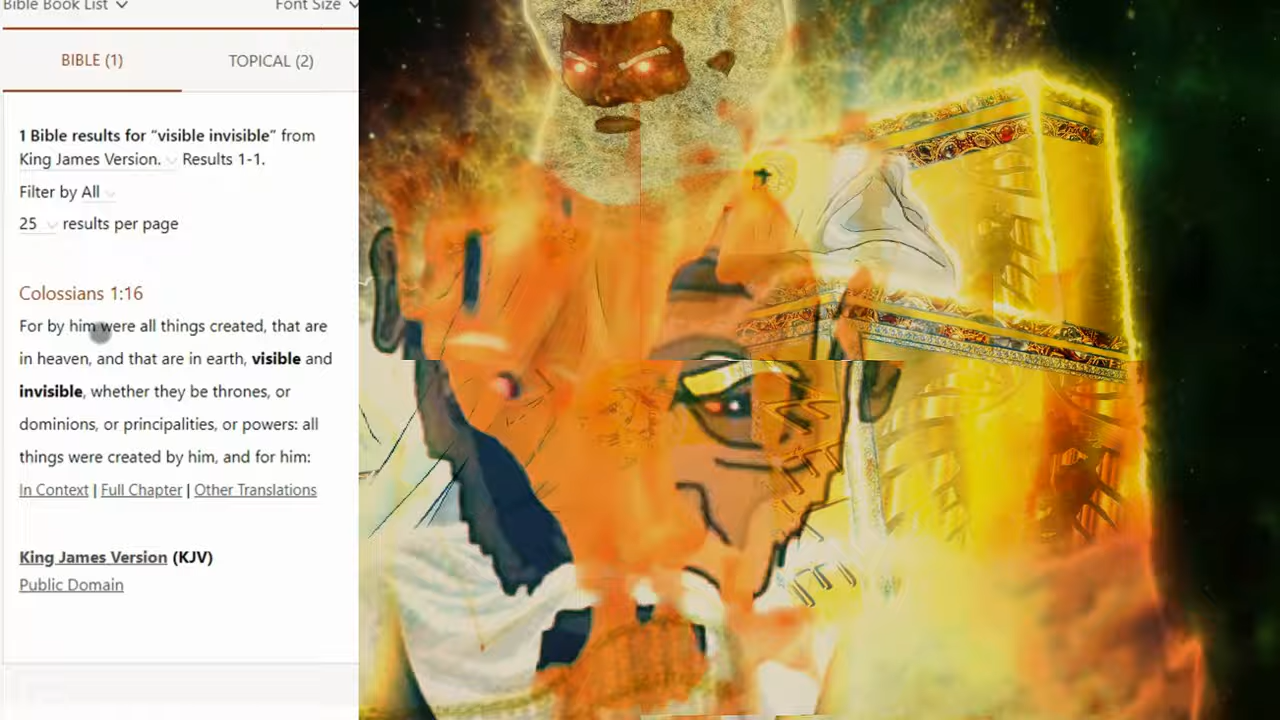 Bible Book List Font Size
BIBLE (1) TOPICAL (2)
1 Bible results for “visible invisible” from
King James Version. Results 1-1.
Filter by All
25 results per page
Colossians 1:16
For by him were all things created, that are
in heaven, and that are in earth, visible and
invisible, whether they be thrones, or
dominions, or principalities, or powers: all
things were created by him, and for him:
In Context | Full Chapter | Other Translations
King James Version (KJV)
Public Domain